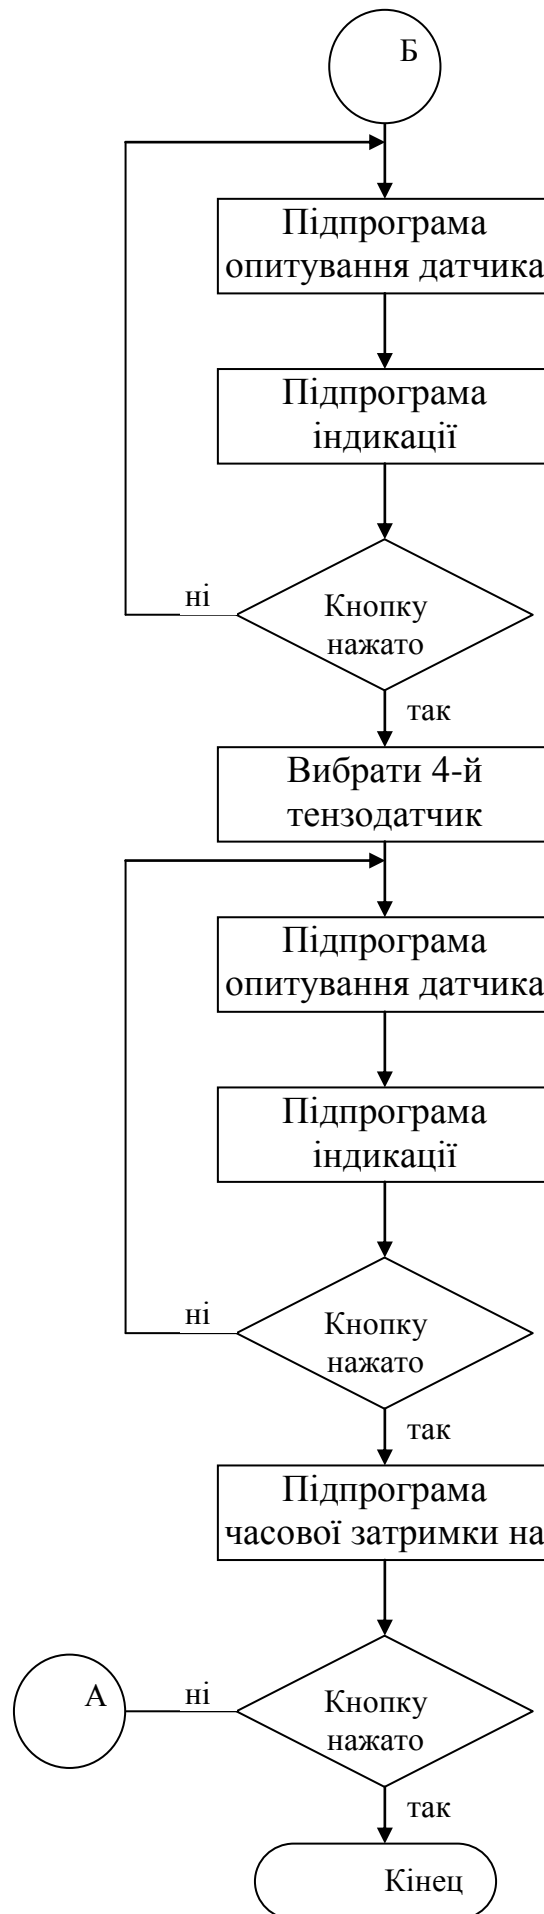 Б
Підпрограма
опитування датчика
Підпрограма
індикації
ні
Кнопку
нажато
так
Вибрати 4-й
тензодатчик
Підпрограма
опитування датчика
Підпрограма
індикації
ні
Кнопку
нажато
так
Підпрограма
часової затримки на
А
ні
Кнопку
нажато
так
Кінец